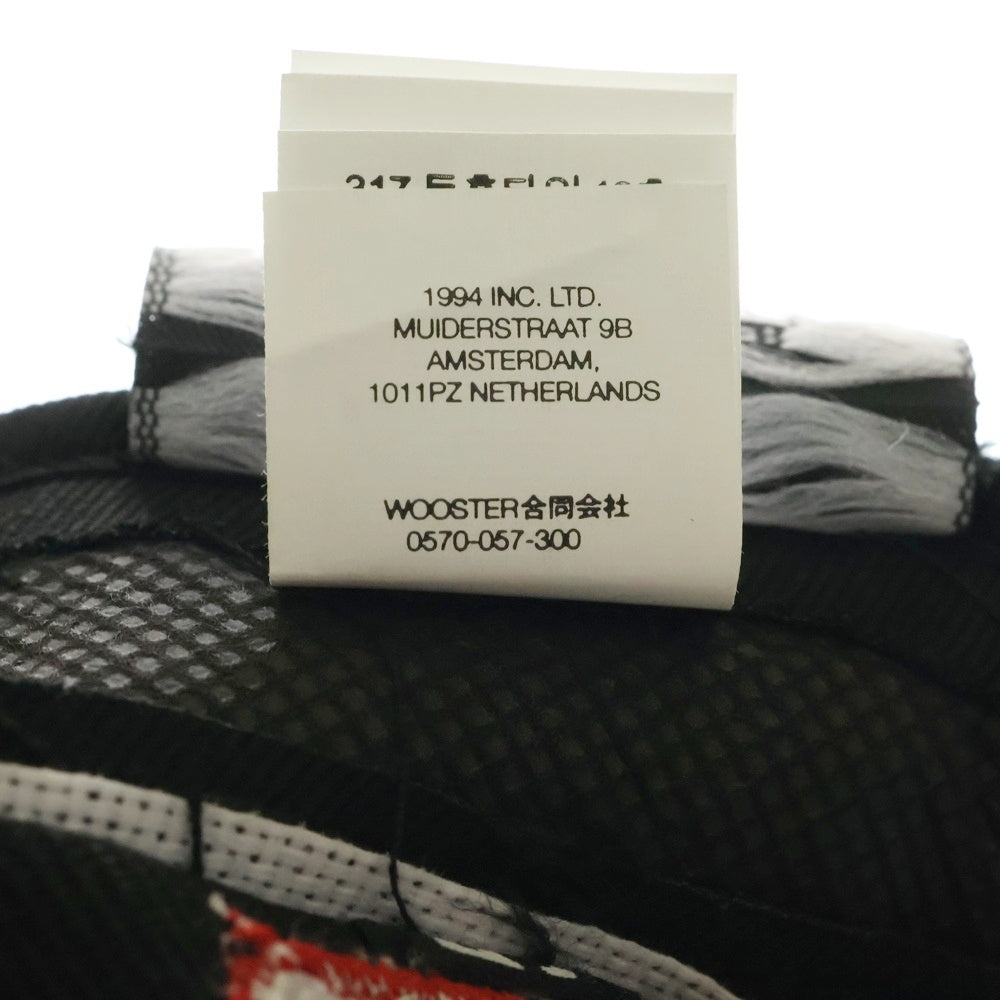 1994 INC. LTD.
MUIDERSTRAAT 9B
AMSTERDAM,
1011PZ NETHERLANDS
WOOSTER合同会社
0570-057-300